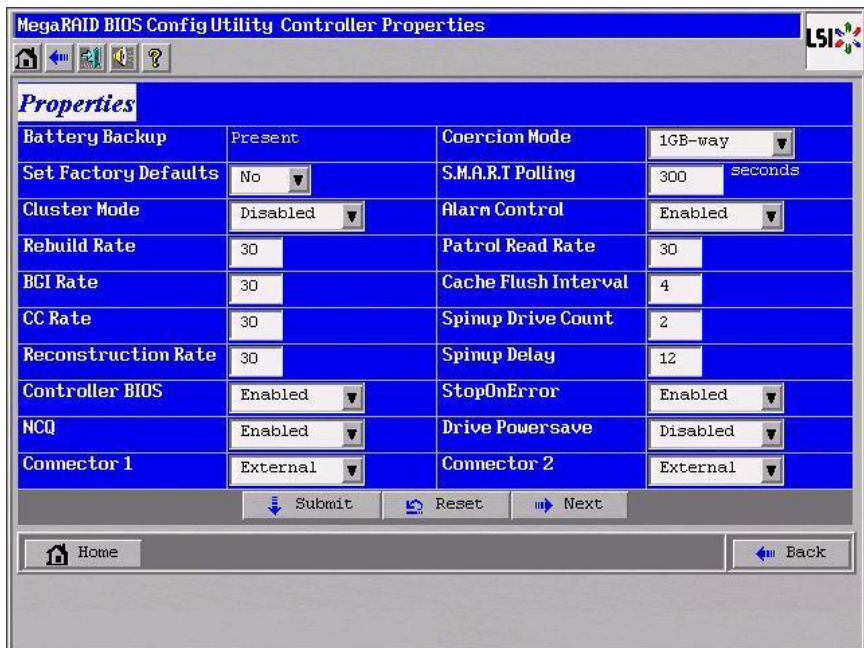 MegaRAID BIOS Config Utility Controller Properties
LSI
Properties
Battery Backup Present Coercion Mode 1GB-way
Set Factory Defaults No S.M.A.R.T Polling 300 seconds
Cluster Mode Disabled Alarm Control Enabled
Rebuild Rate 30 Patrol Read Rate 30
BGI Rate 30 Cache Flush Interval 4
CC Rate 30 Spinup Drive Count 2
Reconstruction Rate 30 Spinup Delay 12
Controller BIOS Enabled StopOnError Enabled
NCQ Enabled Drive Powersave Disabled
Connector 1 External Connector 2 External
Submit Reset Next
Home Back